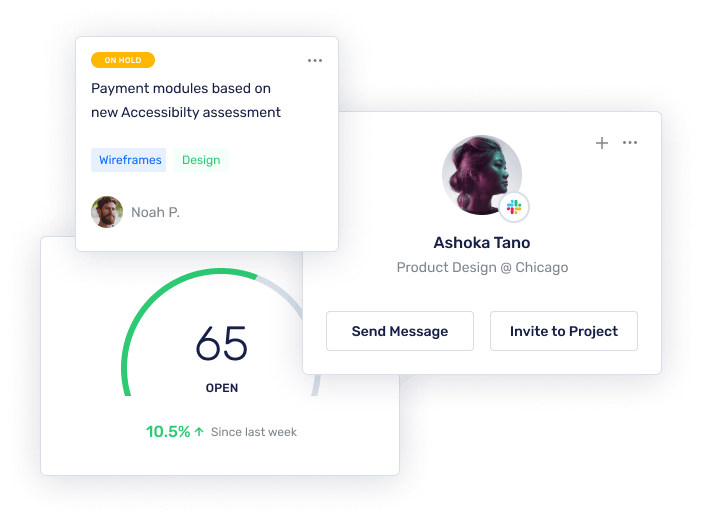 ON HOLD
Payment modules based on
new Accessibilty assessment
Wireframes Design
Noah P.
Ashoka Tano
Product Design @ Chicago
Send Message Invite to Project
65
OPEN
10.5% ↑ Since last week